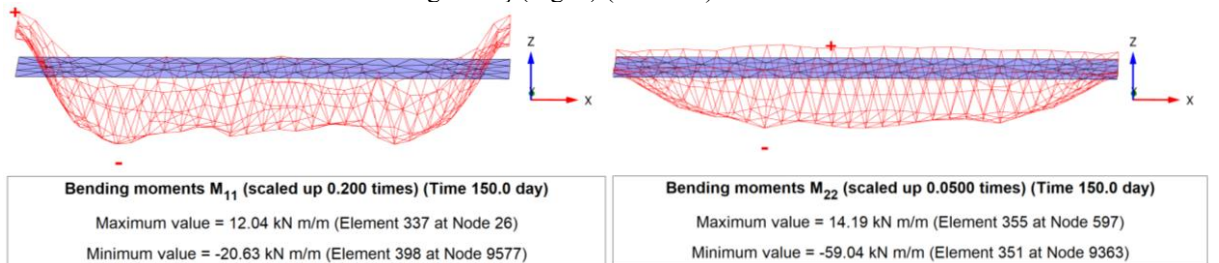 +
Z
X
-
Bending moments M11 (scaled up 0.200 times) (Time 150.0 day)
Maximum value = 12.04 kN m/m (Element 337 at Node 26)
Minimum value = -20.63 kN m/m (Element 398 at Node 9577)
+
Z
X
-
Bending moments M22 (scaled up 0.0500 times) (Time 150.0 day)
Maximum value = 14.19 kN m/m (Element 355 at Node 597)
Minimum value = -59.04 kN m/m (Element 351 at Node 9363)